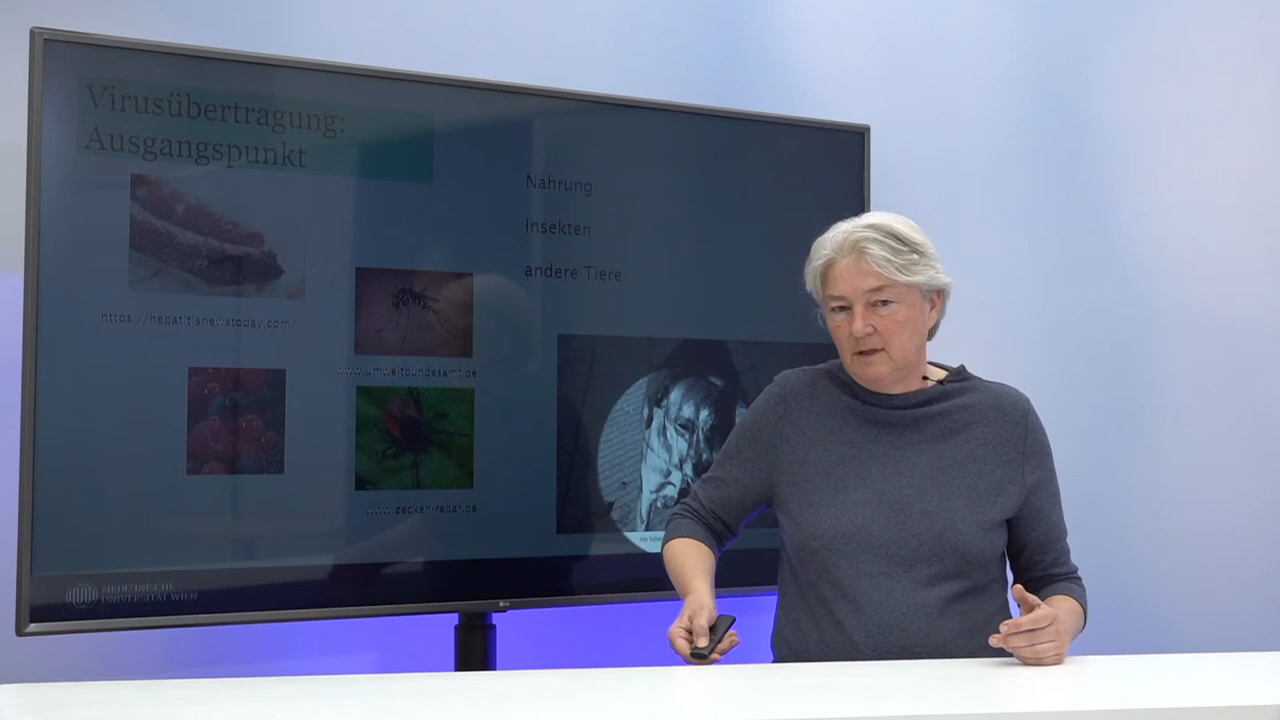 Virusübertragung:
Ausgangspunkt
Nahrung
Insekten
andere Tiere
https://hepatitisnewstoday.com/
www.umweltbundesamt.de
www.zecken-radar.de
MEDIZINISCHE
UNIVERSITÄT WIEN
LG